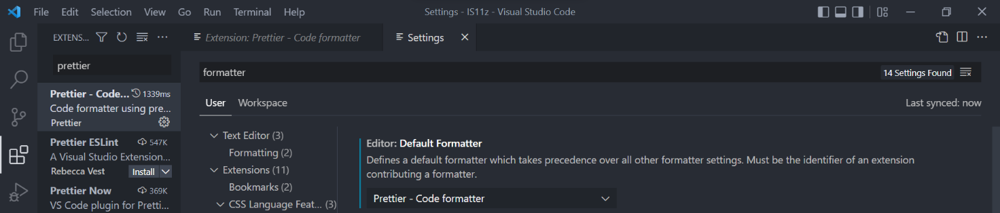 File Edit Selection View Go Run Terminal Help
Settings - IS11z - Visual Studio Code
EXTENS...
Extension: Prettier - Code formatter
Settings
prettier
formatter
14 Settings Found
Prettier - Code... 1339ms
Code formatter using pre...
Prettier
User Workspace
Last synced: now
Prettier ESLint 547K
A Visual Studio Extension...
Rebecca Vest Install
Prettier Now 369K
VS Code plugin for Pretti...
Text Editor (3)
Formatting (2)
Extensions (11)
Bookmarks (2)
CSS Language Feat... (3)
Editor: Default Formatter
Defines a default formatter which takes precedence over all other formatter settings. Must be the identifier of an extension
contributing a formatter.
Prettier - Code formatter